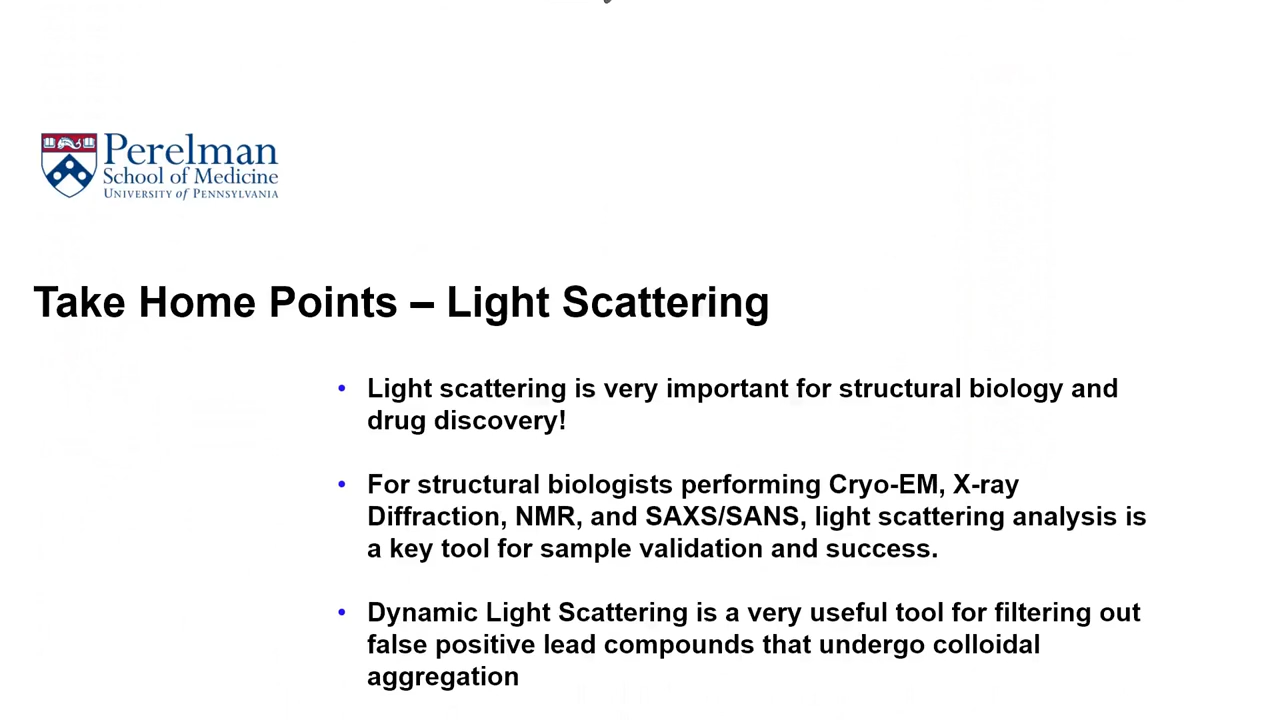 Perelman
School of Medicine
University of Pennsylvania
Take Home Points – Light Scattering
• Light scattering is very important for structural biology and
drug discovery!
• For structural biologists performing Cryo-EM, X-ray
Diffraction, NMR, and SAXS/SANS, light scattering analysis is
a key tool for sample validation and success.
• Dynamic Light Scattering is a very useful tool for filtering out
false positive lead compounds that undergo colloidal
aggregation